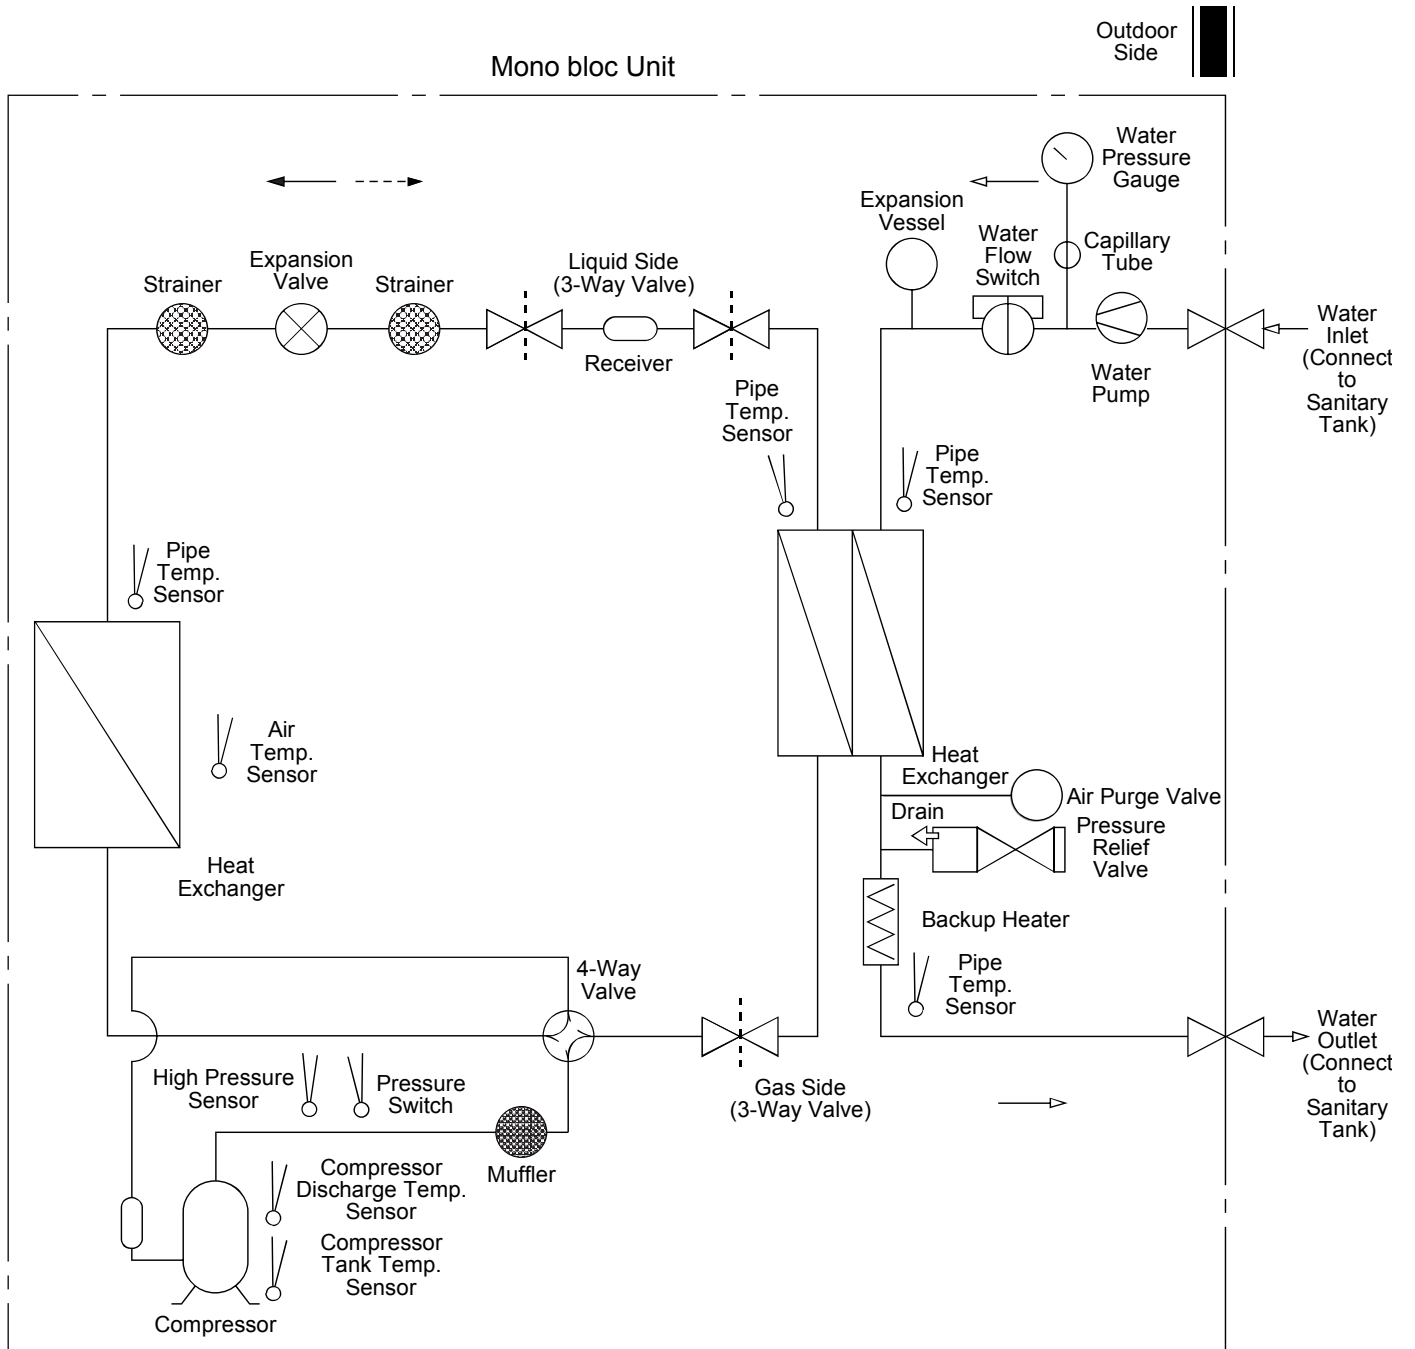 Outdoor
Side
Mono bloc Unit
Water
Pressure
Gauge
Expansion
Vessel
Water
Flow
Switch
Capillary
Tube
Strainer
Expansion
Valve
Strainer
Liquid Side
(3-Way Valve)
Receiver
Water
Pump
Water
Inlet
(Connect
to
Sanitary
Tank)
Pipe
Temp.
Sensor
Pipe
Temp.
Sensor
Pipe
Temp.
Sensor
Air
Temp.
Sensor
Heat
Exchanger
Heat
Exchanger
Air Purge Valve
Drain
Pressure
Relief
Valve
Backup Heater
Pipe
Temp.
Sensor
4-Way
Valve
Water
Outlet
(Connect
to
Sanitary
Tank)
High Pressure
Sensor
Pressure
Switch
Gas Side
(3-Way Valve)
Muffler
Compressor
Discharge Temp.
Sensor
Compressor
Tank Temp.
Sensor
Compressor